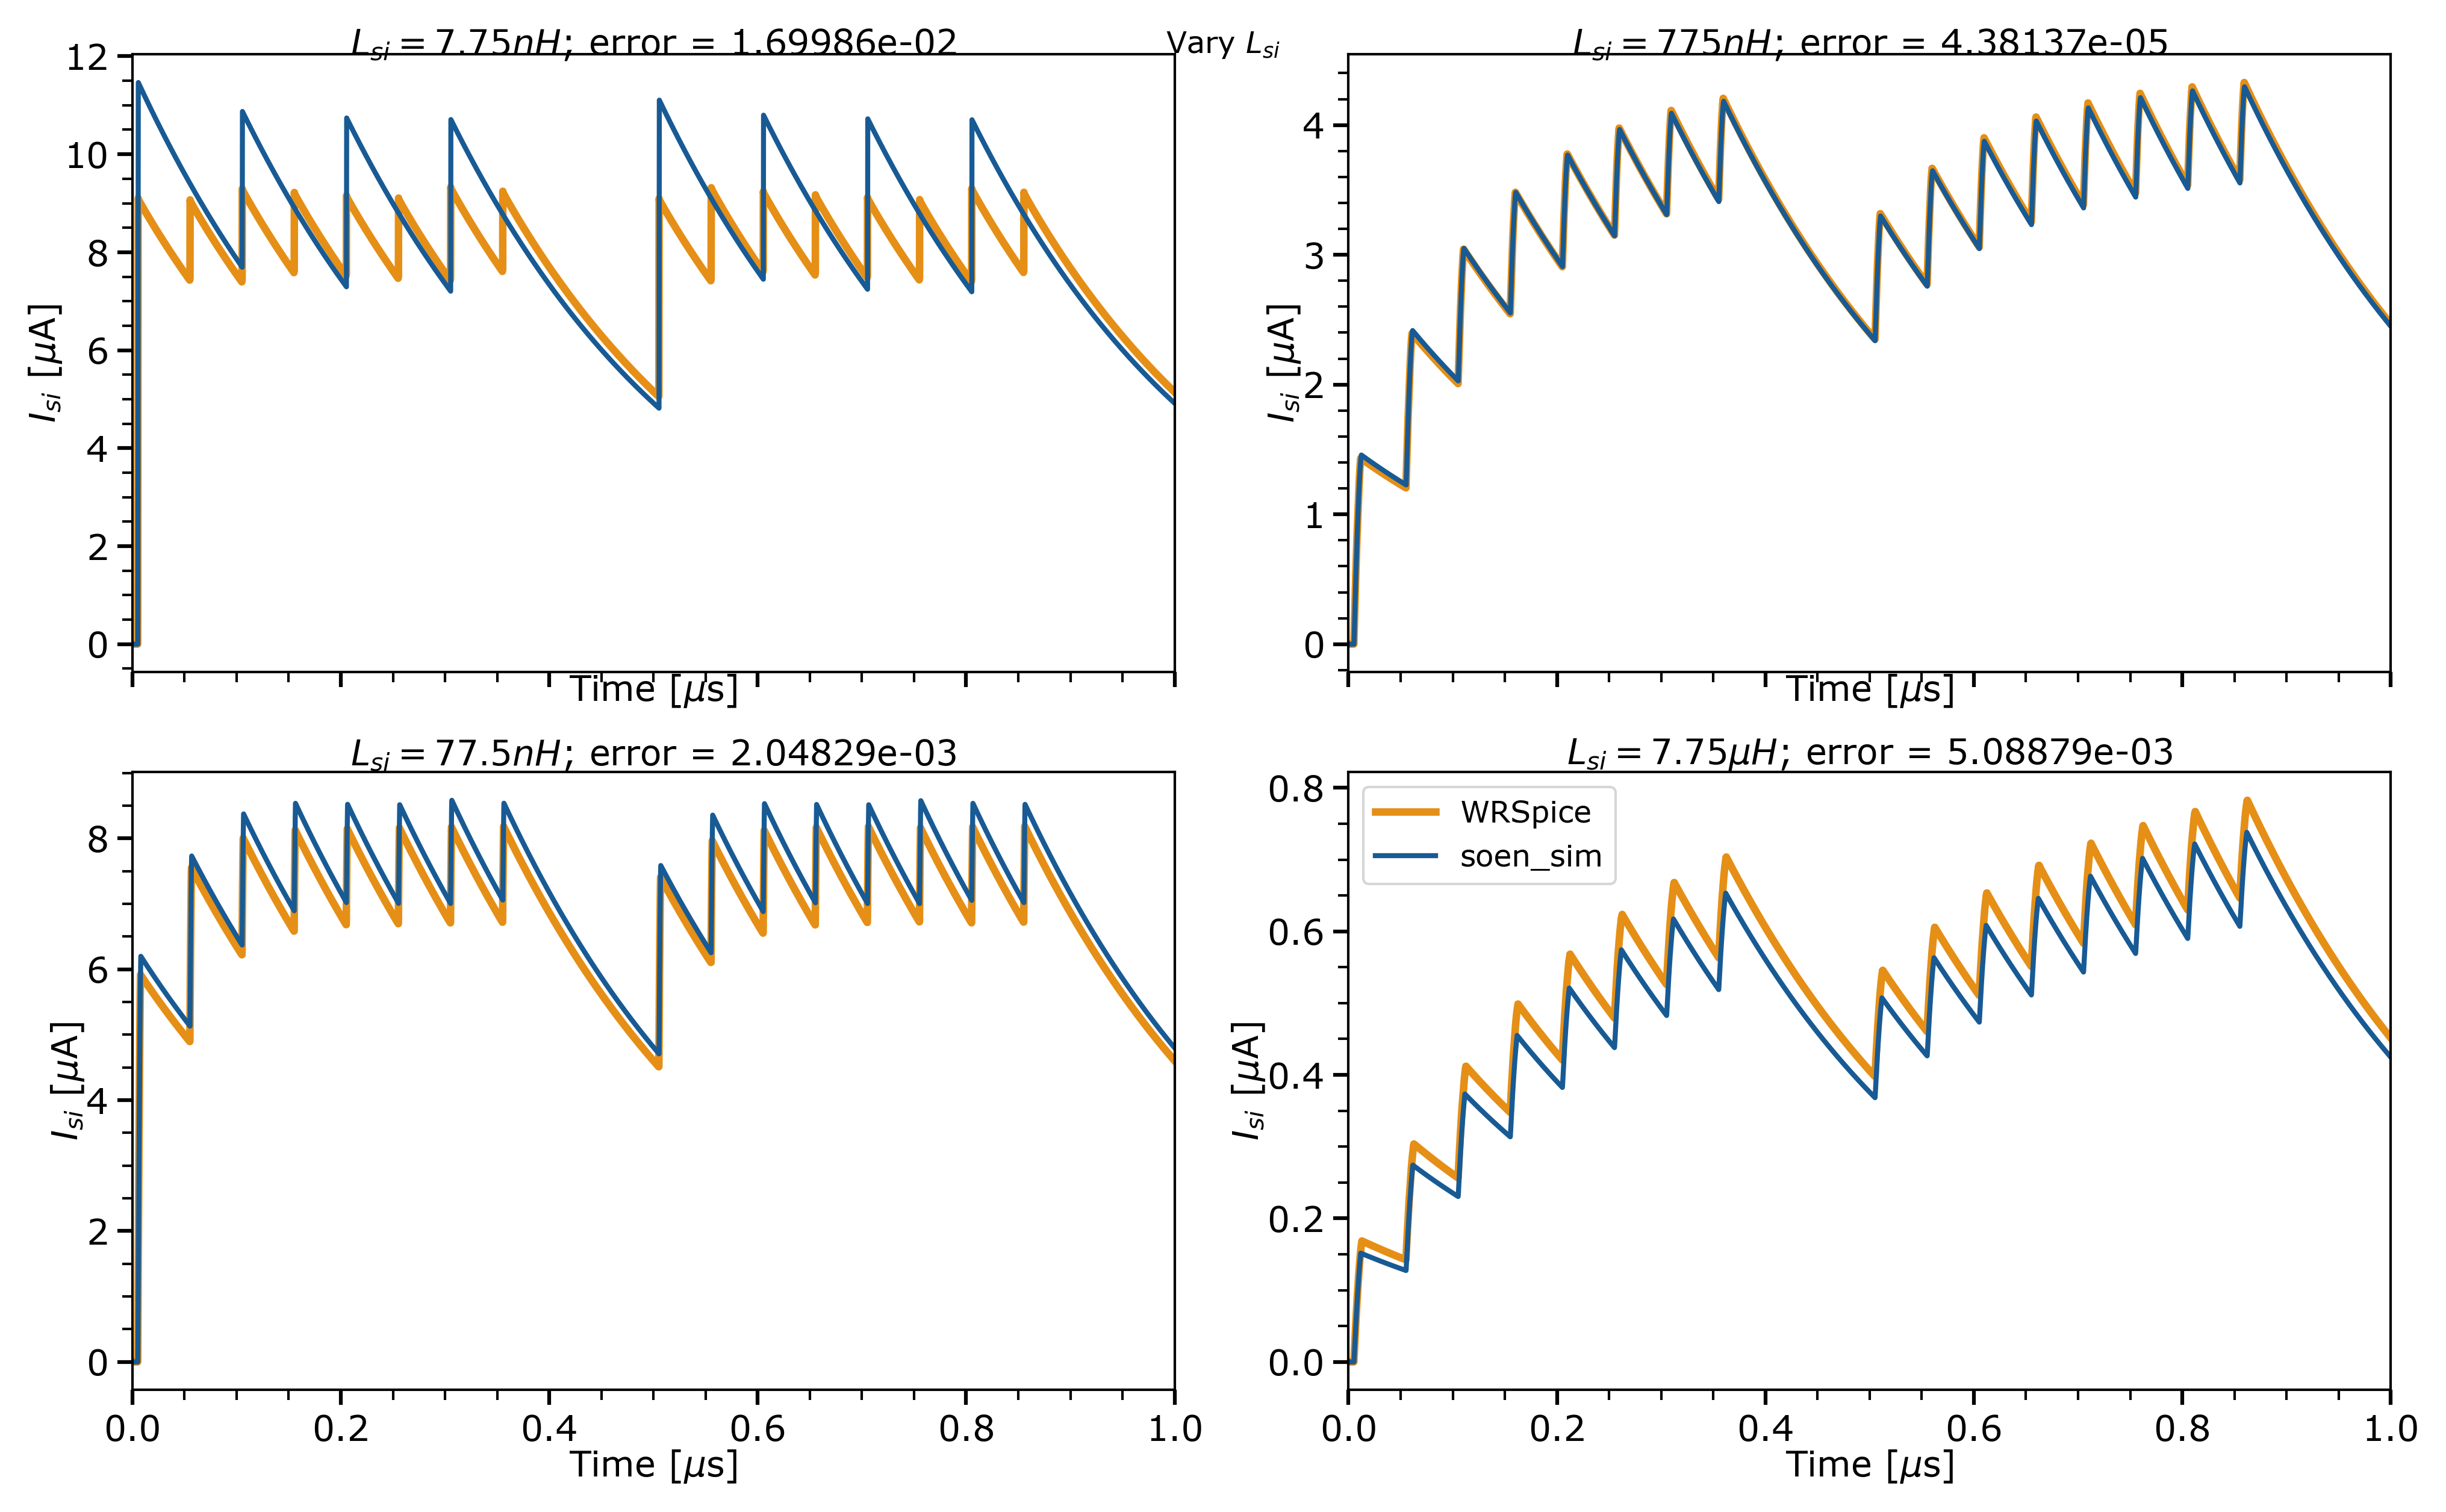 Vary L_si
L_si = 7.75nH; error = 1.69986e-02
12
10
8
6
4
2
0
I_si [μA]
Time [μs]
L_si = 775nH; error = 4.38137e-05
4
3
2
1
0
I_si [μA]
Time [μs]
L_si = 77.5nH; error = 2.04829e-03
8
6
4
2
0
I_si [μA]
0.0 0.2 0.4 0.6 0.8 1.0
Time [μs]
L_si = 7.75μH; error = 5.08879e-03
WRSpice
soen_sim
0.8
0.6
0.4
0.2
0.0
I_si [μA]
0.0 0.2 0.4 0.6 0.8 1.0
Time [μs]